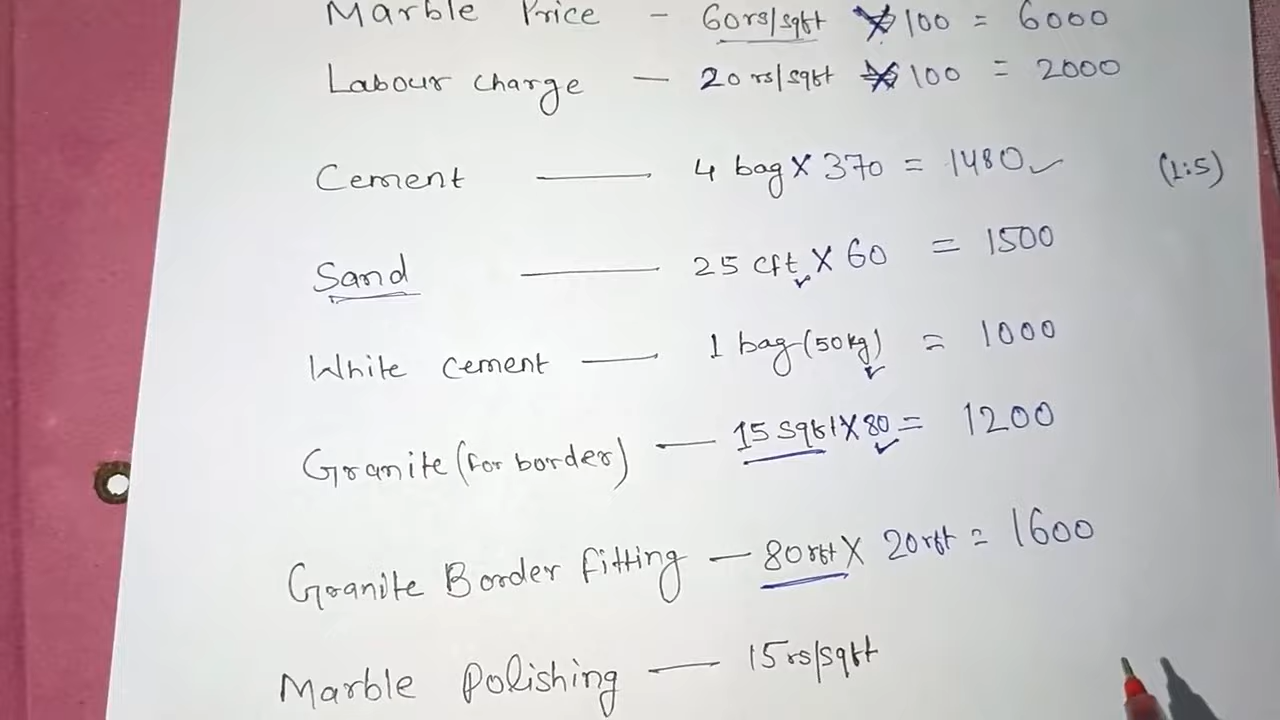 Marble Price - 60rs/sqft X 100 = 6000
Labour charge - 20rs/sqft X 100 = 2000
Cement - 4 bag X 370 = 1480 ✓ (1:5)
Sand - 25 cft X 60 = 1500
White cement - 1 bag (50kg) = 1000
Granite (for border) - 15 sqft X 80 = 1200
Granite Border fitting - 80rft X 20rft = 1600
Marble Polishing - 15rs/sqft